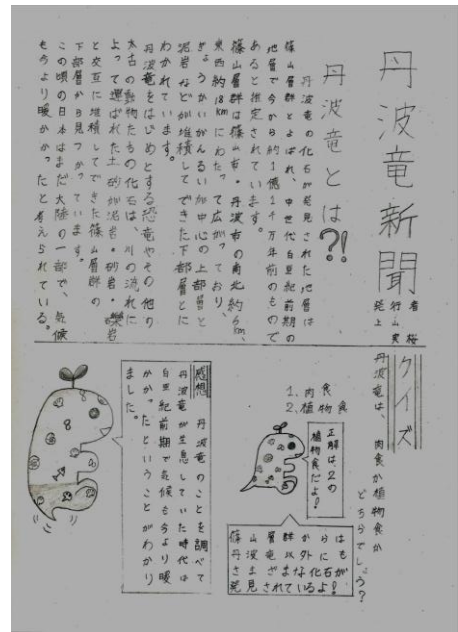 丹波竜新聞
発行者
上山実桜
丹波竜とは?!
丹波竜の化石が発見された地層は
篠山層群とよばれ、中世代白亜紀前期の
地層で今から約1億1千万年前のもので
あると推定されています。
篠山層群は篠山市・丹波市の南北約6km、
東西約18kmにわたって広がっており、
ぎょうかいがんるいが中心の上部層と
泥岩などが堆積してできた下部層とに
わかれています。
丹波竜をはじめとする恐竜やその他の
太古の動物たちの化石は、川の流れに
よって運ばれた土砂が泥岩・砂岩・礫岩
と交互に堆積してできた篠山層群の
下部層から見つかっています。
この頃の日本はまだ大陸の一部で、気候
も今より暖かかったと考えられている。
クイズ
丹波竜は、肉食か植物食か
どちらでしょう?
1、肉食
2、植物食
正解は、2の
植物食だよ!
篠山層群からは
丹波竜以外にも
さまざまな化石が
発見されているよ!
感想
丹波竜のことを調べて
丹波竜が生息していた時代は
白亜紀前期で気候も今より暖
かかったということがわかり
ました。